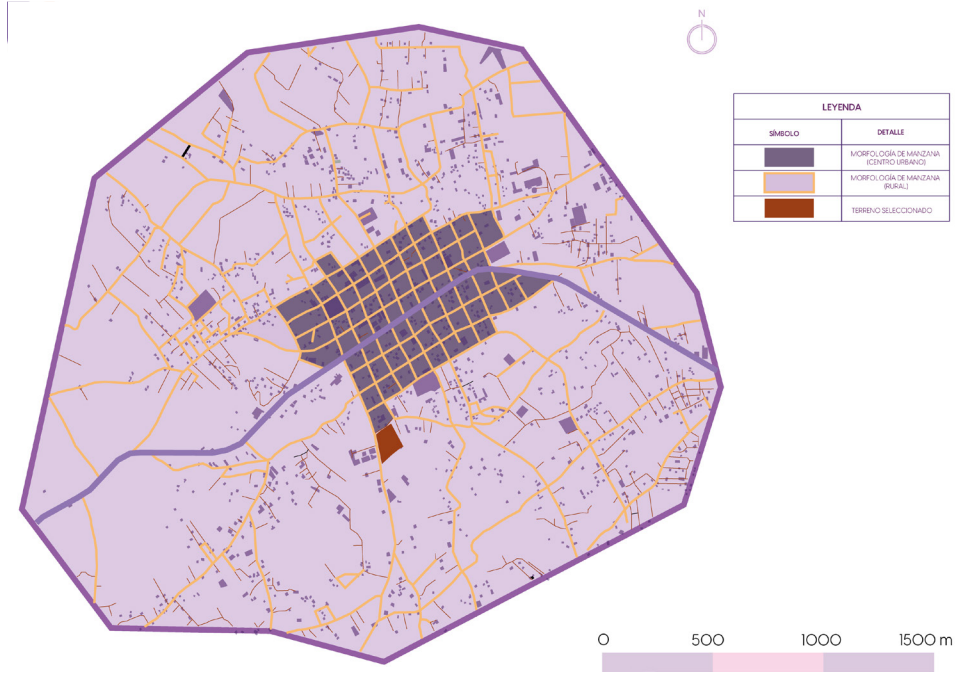 N
LEYENDA
SÍMBOLO
DETALLE
MORFOLOGÍA DE MANZANA
(CENTRO URBANO)
MORFOLOGÍA DE MANZANA
(RURAL)
TERRENO SELECCIONADO
0 500 1000 1500 m